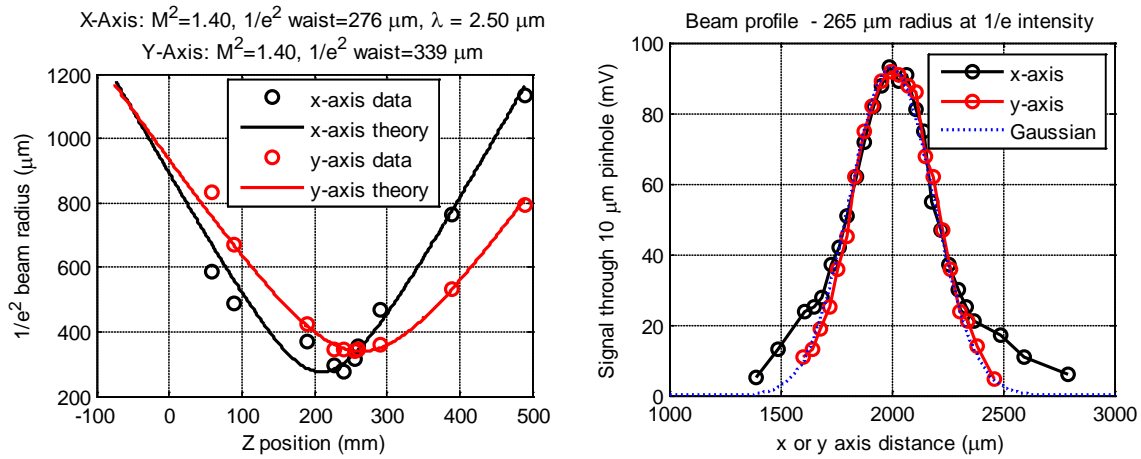 X-Axis: M²=1.40, 1/e² waist=276 μm, λ = 2.50 μm
Y-Axis: M²=1.40, 1/e² waist=339 μm
1200
1000
800
600
400
200
-100
0
100
200
300
400
500
1/e² beam radius (μm)
Z position (mm)
x-axis data
x-axis theory
y-axis data
y-axis theory
Beam profile - 265 μm radius at 1/e intensity
100
80
60
40
20
0
1000
1500
2000
2500
3000
Signal through 10 μm pinhole (mV)
x or y axis distance (μm)
x-axis
y-axis
Gaussian